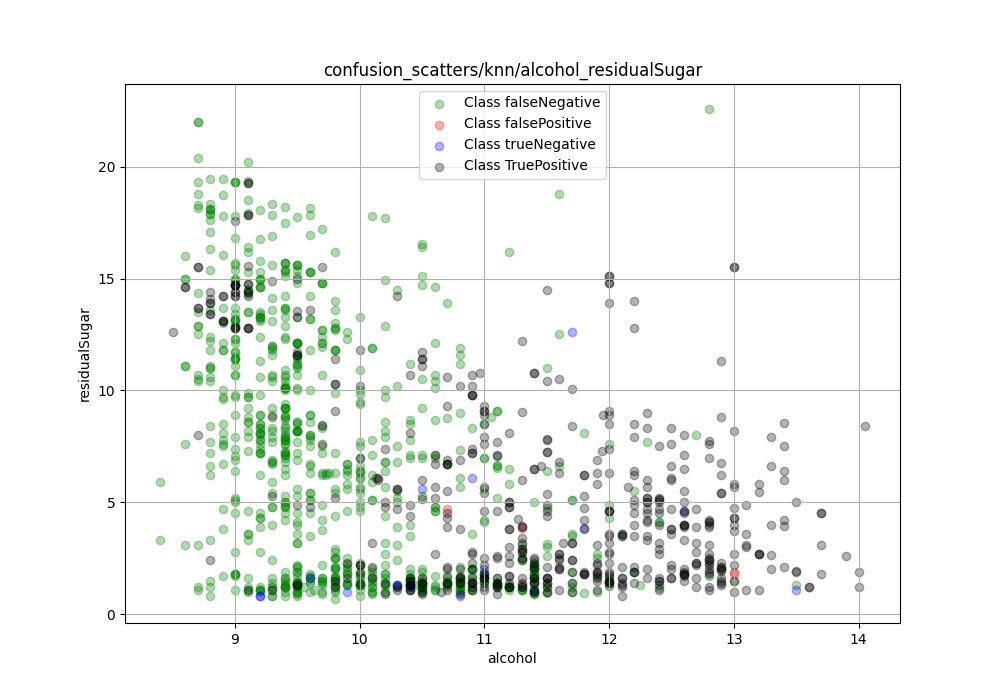 confusion_scatters/knn/alcohol_residualSugar
Class falseNegative
Class falsePositive
Class trueNegative
Class TruePositive
residualSugar
20
15
10
5
0
9
10
11
12
13
14
alcohol